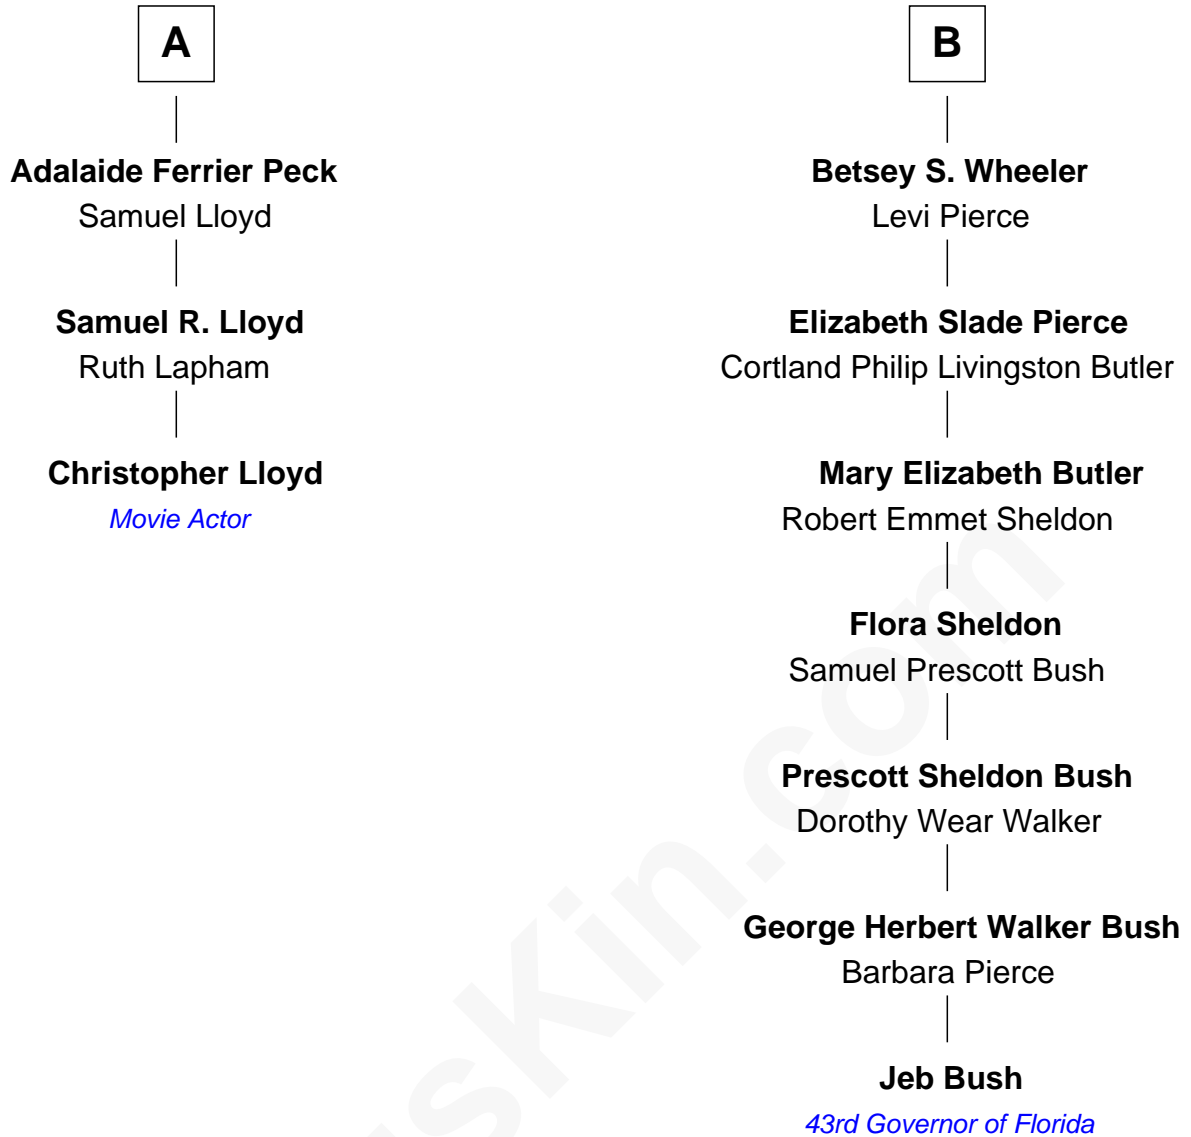 A
Adalaide Ferrier Peck
Samuel Lloyd
Samuel R. Lloyd
Ruth Lapham
Christopher Lloyd
Movie Actor
B
Betsey S. Wheeler
Levi Pierce
Elizabeth Slade Pierce
Cortland Philip Livingston Butler
Mary Elizabeth Butler
Robert Emmet Sheldon
Flora Sheldon
Samuel Prescott Bush
Prescott Sheldon Bush
Dorothy Wear Walker
George Herbert Walker Bush
Barbara Pierce
Jeb Bush
43rd Governor of Florida
sKin.com